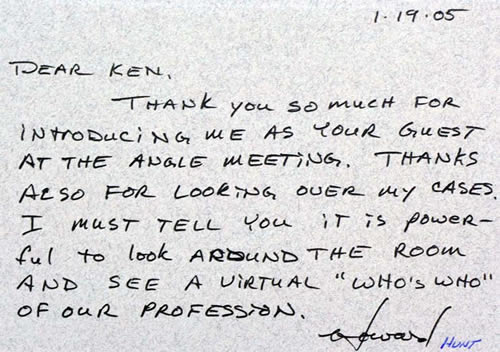 1.19.05
DEAR KEN.
THANK you so much FOR
INTRODUCING ME AS YOUR GUEST
AT THE ANGLE MEETING. THANKS
ALSO FOR LOOKING OVER my CASES.
I MUST TELL YOU IT IS POWER-
ful to look AROUND THE ROOM
AND SEE A VIRTUAL "WHO'S WHO"
OF OUR PROFESSION.
Howard HUNT